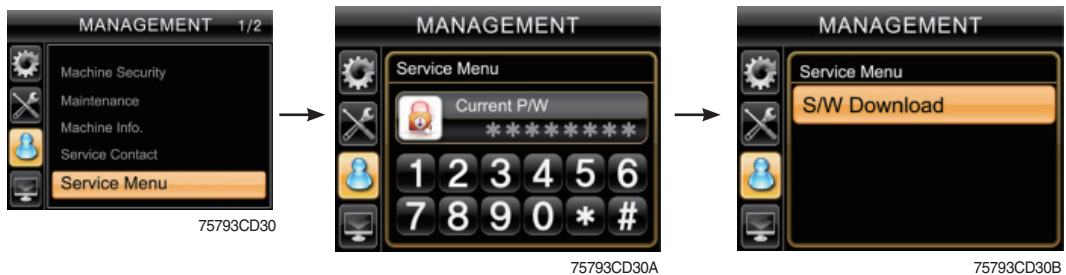 MANAGEMENT 1/2
Machine Security
Maintenance
Machine Info.
Service Contact
Service Menu
75793CD30
MANAGEMENT
Service Menu
Current P/W
********
1 2 3 4 5 6
7 8 9 0 * #
75793CD30A
MANAGEMENT
Service Menu
S/W Download
75793CD30B